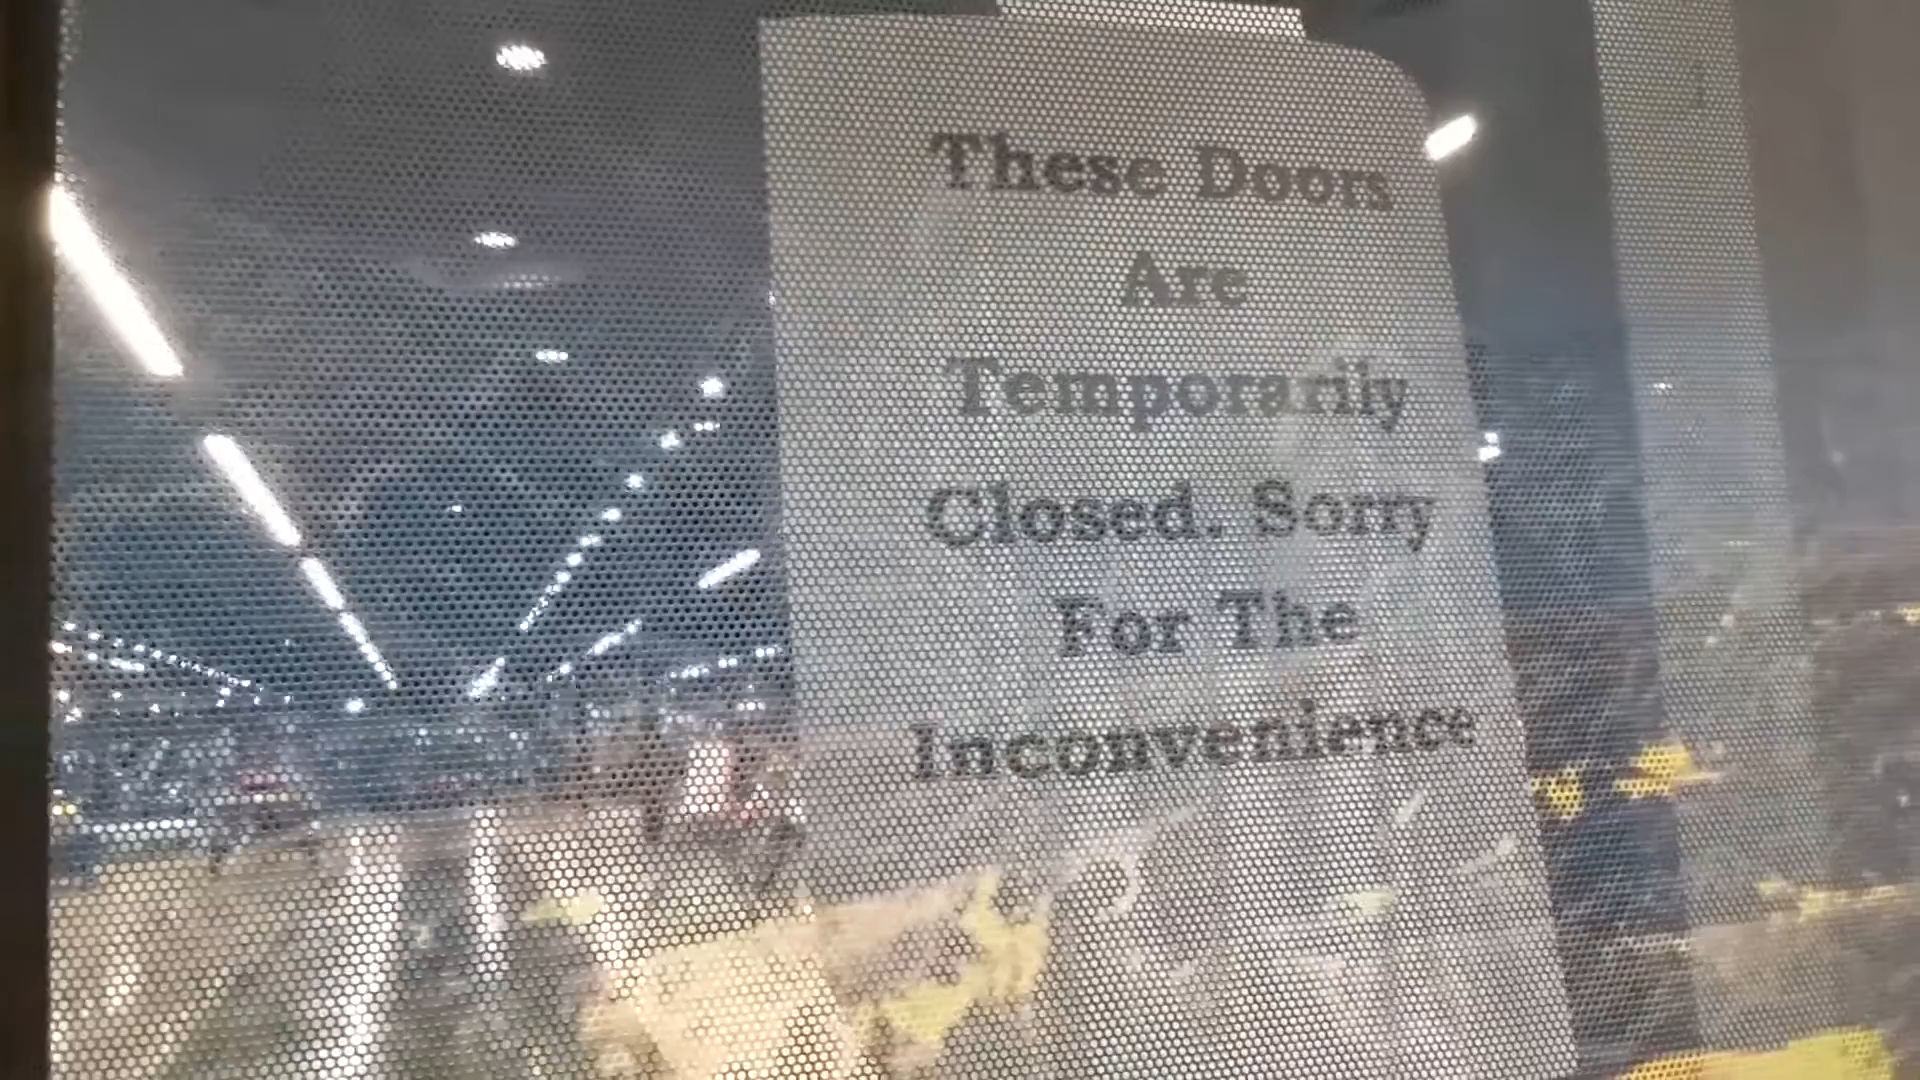 These Doors
Are
Temporarily
Closed. Sorry
For The
Inconvenience